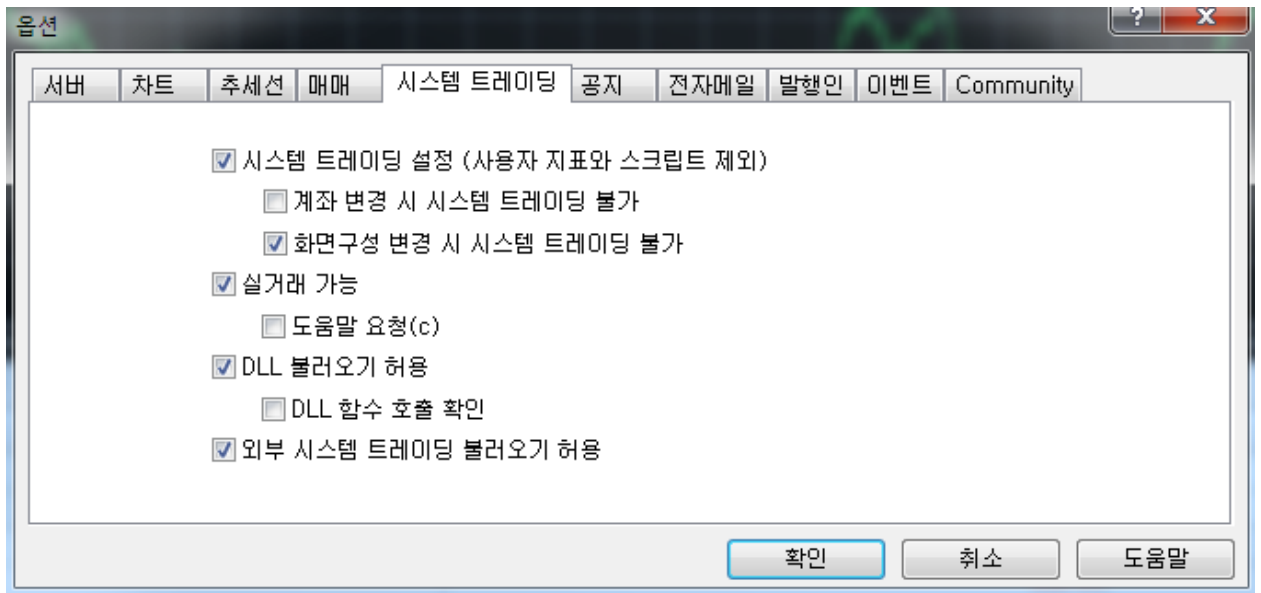 옵션
? X
서버 차트 추세선 매매 시스템 트레이딩 공지 전자메일 발행인 이벤트 Community
시스템 트레이딩 설정 (사용자 지표와 스크립트 제외)
계좌 변경 시 시스템 트레이딩 불가
화면구성 변경 시 시스템 트레이딩 불가
실거래 가능
도움말 요청(c)
DLL 불러오기 허용
DLL 함수 호출 확인
외부 시스템 트레이딩 불러오기 허용
확인 취소 도움말